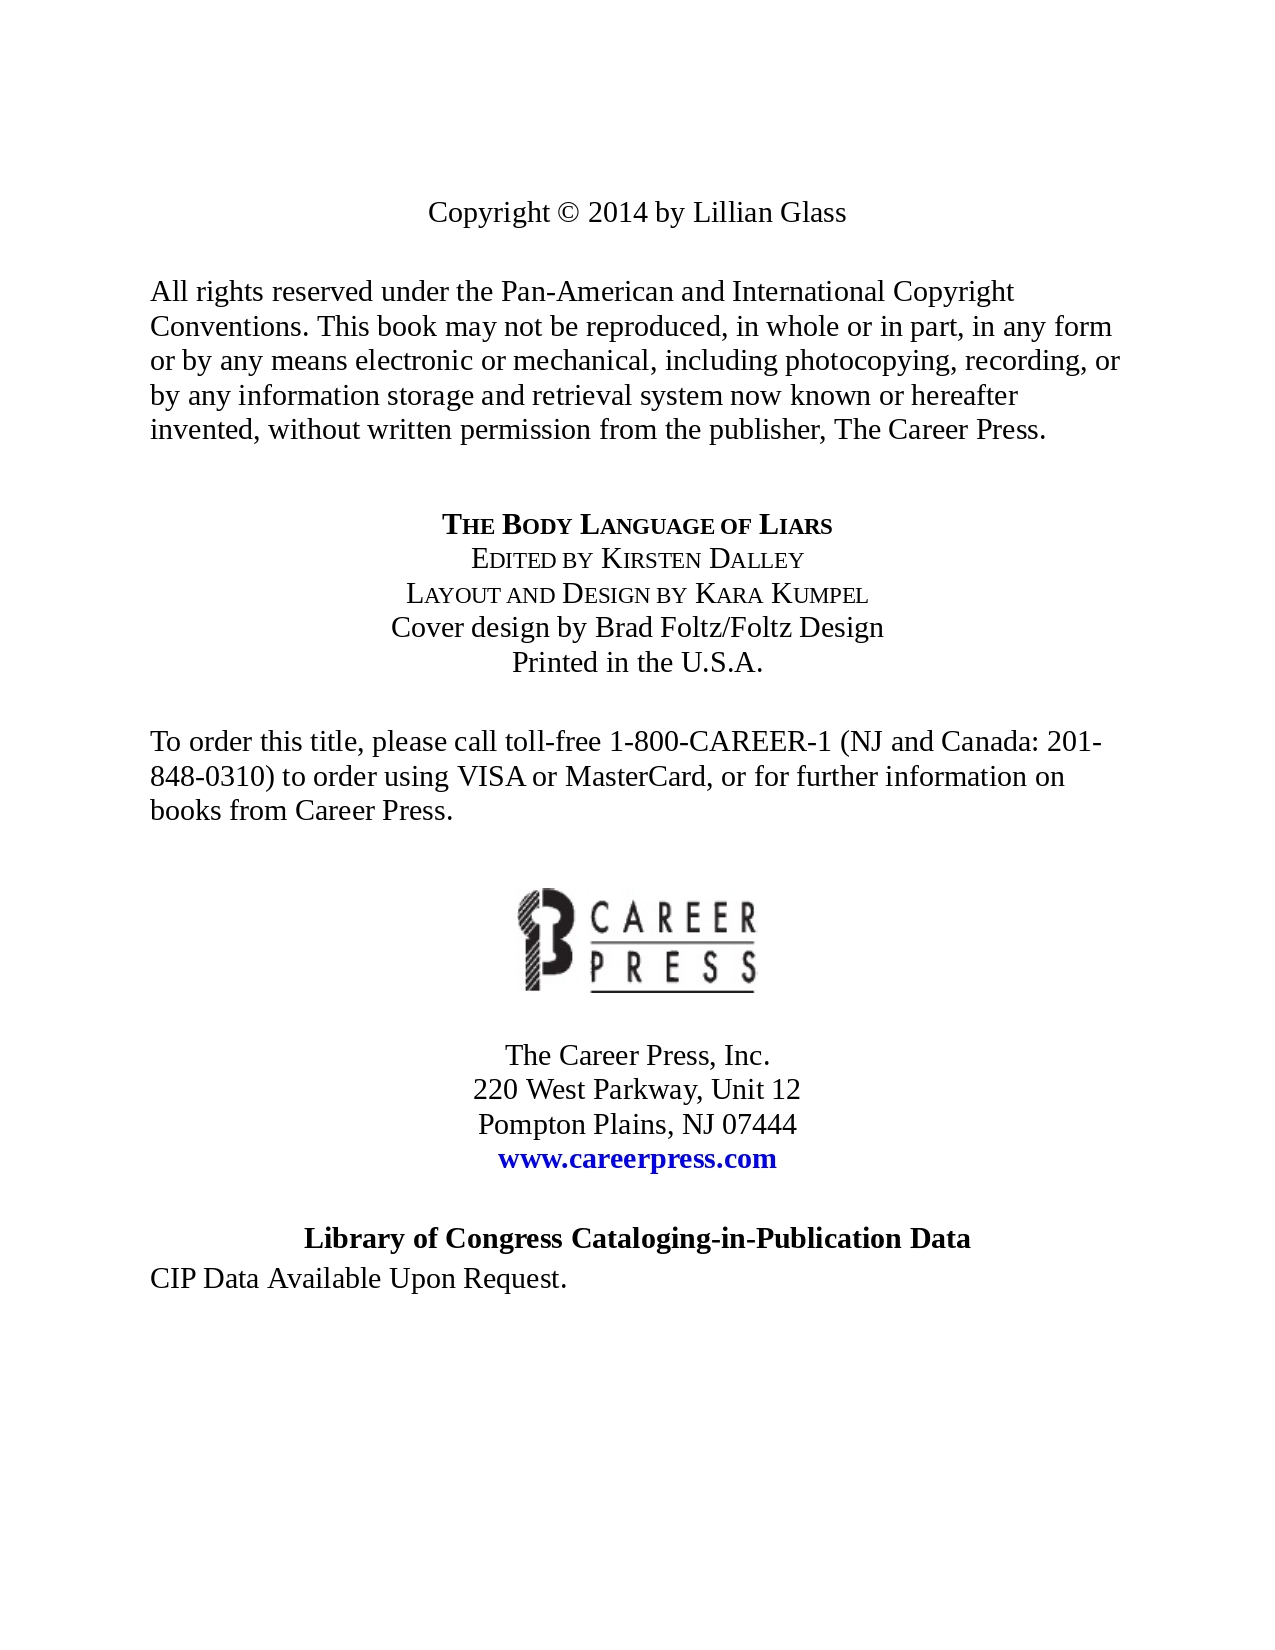 Copyright © 2014 by Lillian Glass
All rights reserved under the Pan-American and International Copyright
Conventions. This book may not be reproduced, in whole or in part, in any form
or by any means electronic or mechanical, including photocopying, recording, or
by any information storage and retrieval system now known or hereafter
invented, without written permission from the publisher, The Career Press.
THE BODY LANGUAGE OF LIARS
EDITED BY KIRSTEN DALLEY
LAYOUT AND DESIGN BY KARA KUMPEL
Cover design by Brad Foltz/Foltz Design
Printed in the U.S.A.
To order this title, please call toll-free 1-800-CAREER-1 (NJ and Canada: 201-
848-0310) to order using VISA or MasterCard, or for further information on
books from Career Press.
CAREER
PRESS
The Career Press, Inc.
220 West Parkway, Unit 12
Pompton Plains, NJ 07444
www.careerpress.com
Library of Congress Cataloging-in-Publication Data
CIP Data Available Upon Request.